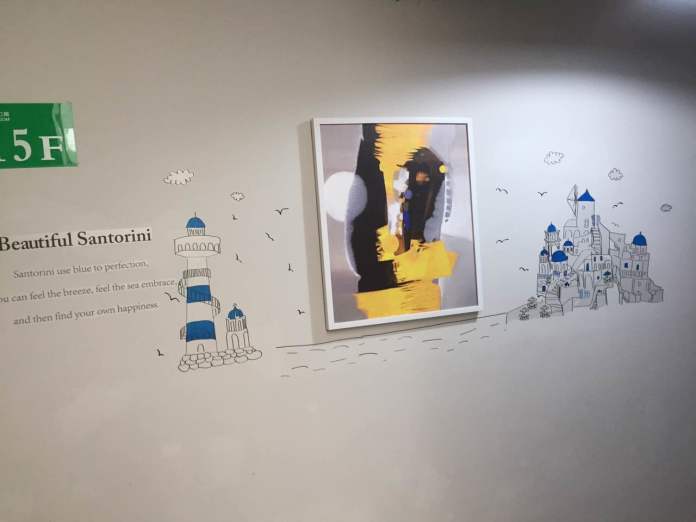 15F
Beautiful Santorini
Santorini use blue to perfection,
you can feel the breeze, feel the sea embrace,
and then find your own happiness.